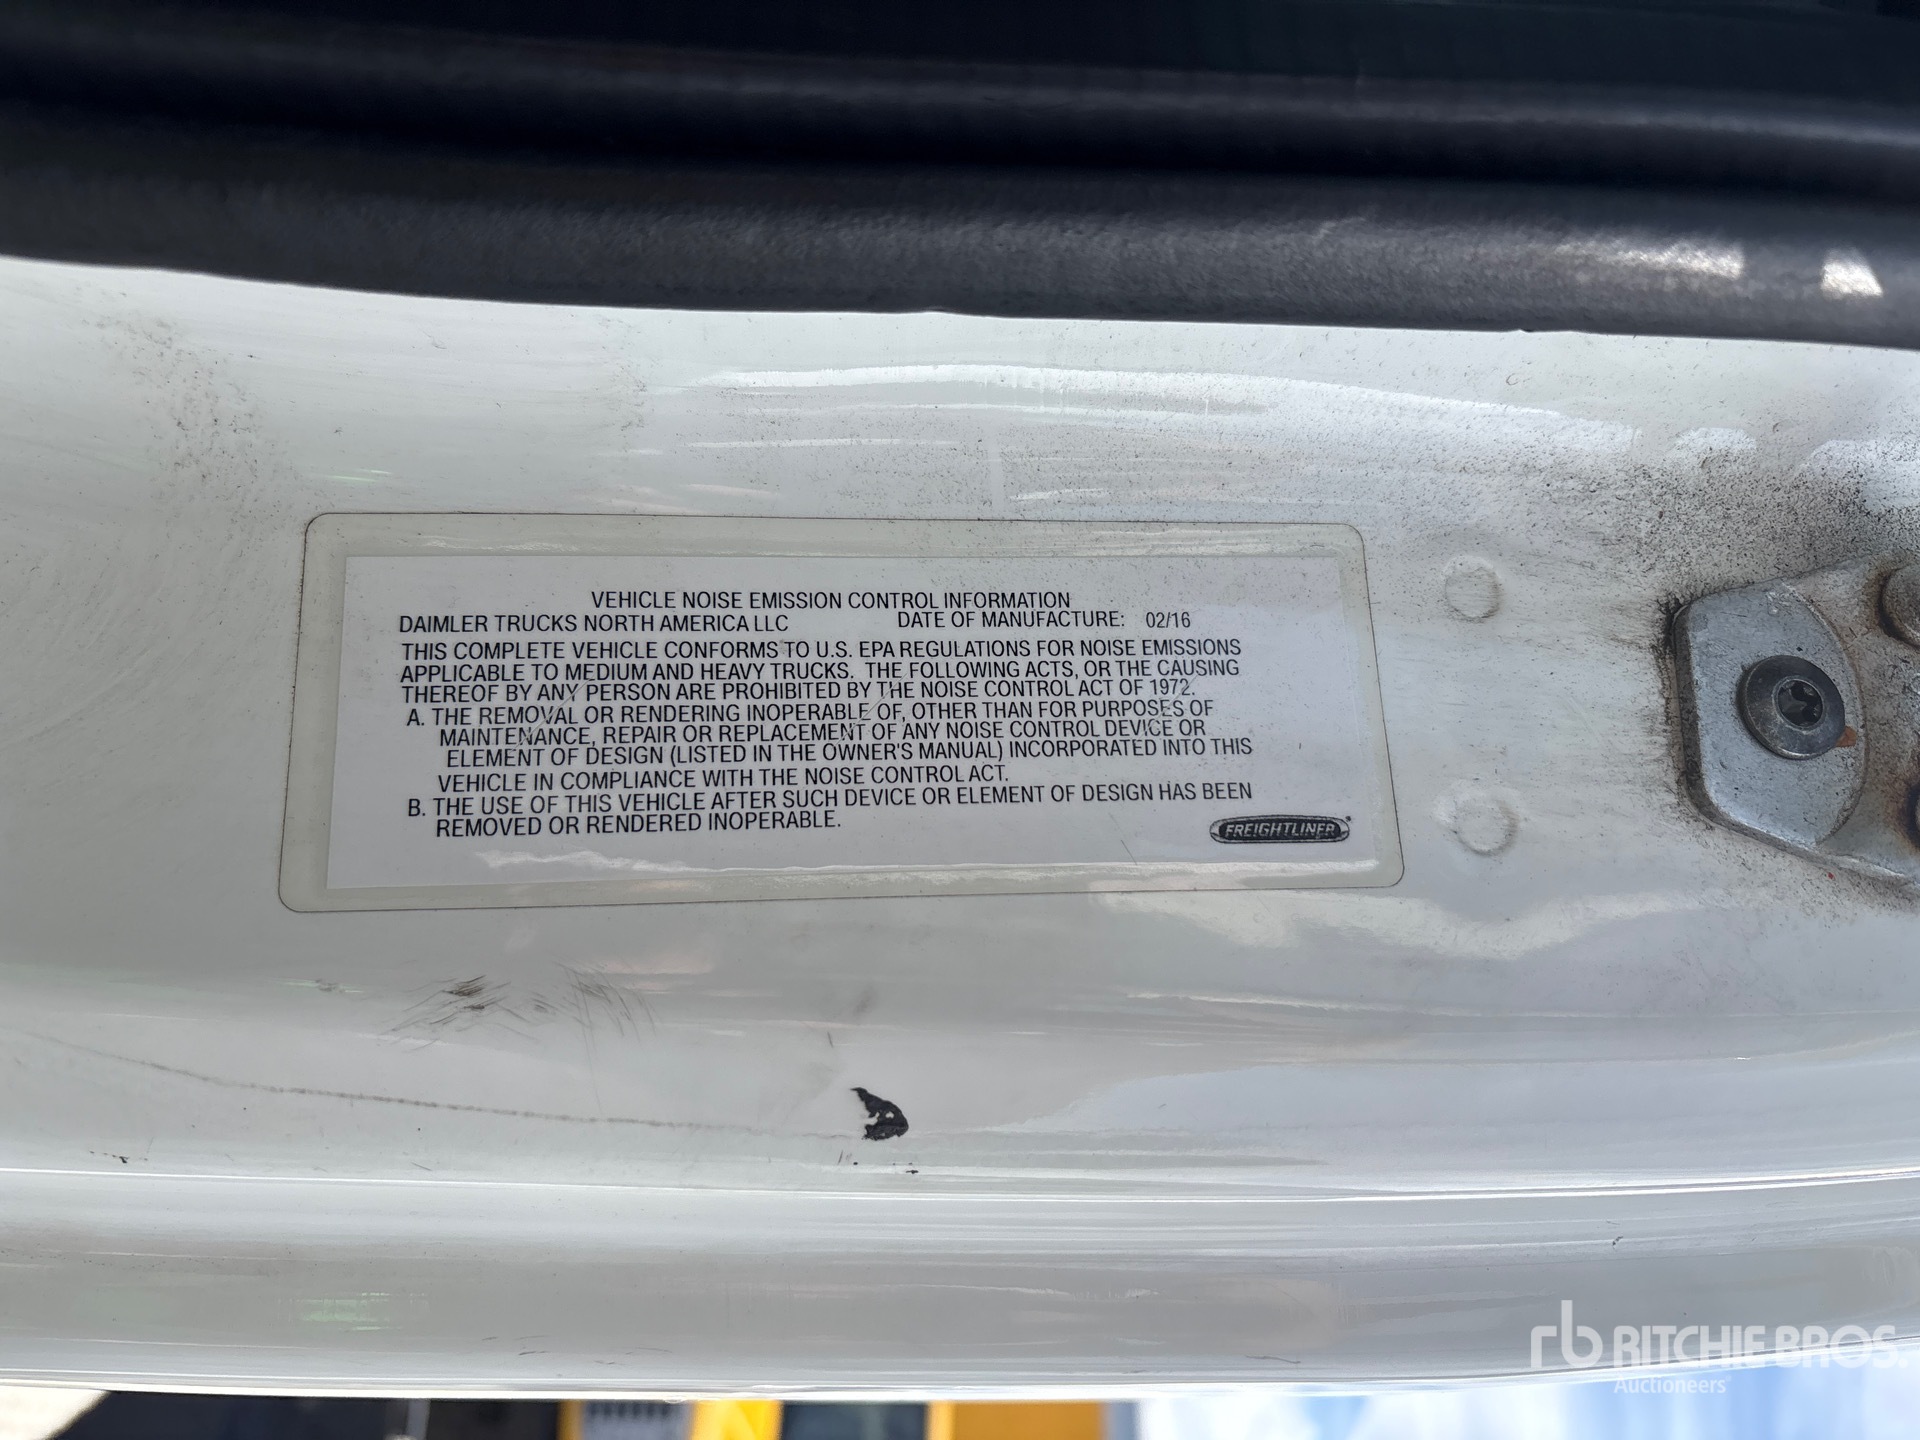 VEHICLE NOISE EMISSION CONTROL INFORMATION
DAIMLER TRUCKS NORTH AMERICA LLC DATE OF MANUFACTURE: 02/16
THIS COMPLETE VEHICLE CONFORMS TO U.S. EPA REGULATIONS FOR NOISE EMISSIONS
APPLICABLE TO MEDIUM AND HEAVY TRUCKS. THE FOLLOWING ACTS, OR THE CAUSING
THEREOF BY ANY PERSON ARE PROHIBITED BY THE NOISE CONTROL ACT OF 1972.
A. THE REMOVAL OR RENDERING INOPERABLE OF, OTHER THAN FOR PURPOSES OF
MAINTENANCE, REPAIR OR REPLACEMENT OF ANY NOISE CONTROL DEVICE OR
ELEMENT OF DESIGN (LISTED IN THE OWNER'S MANUAL) INCORPORATED INTO THIS
VEHICLE IN COMPLIANCE WITH THE NOISE CONTROL ACT.
B. THE USE OF THIS VEHICLE AFTER SUCH DEVICE OR ELEMENT OF DESIGN HAS BEEN
REMOVED OR RENDERED INOPERABLE.
FREIGHTLINER
rb RITCHIE BROS.
Auctioneers